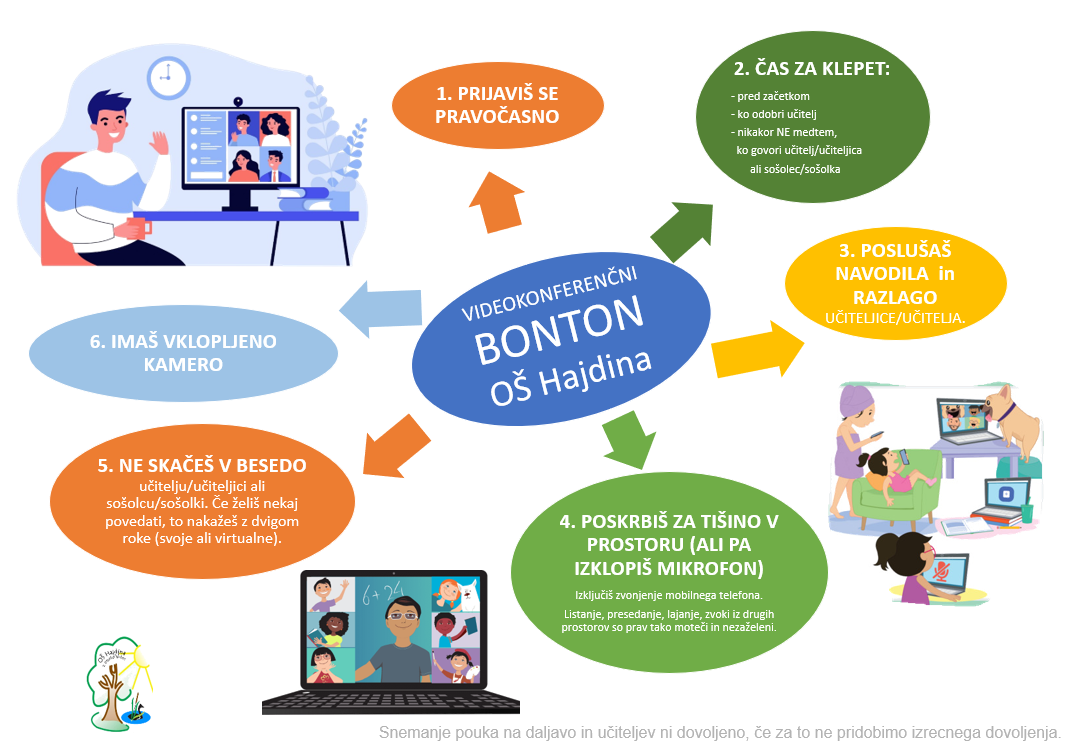 VIDEOKONFERENČNI
BONTON
OŠ Hajdina
1. PRIJAVIŠ SE
PRAVOČASNO
2. ČAS ZA KLEPET:
- pred začetkom
- ko odobri učitelj
- nikakor NE medtem,
ko govori učitelj/učiteljica
ali sošolec/sošolka
3. POSLUŠAŠ
NAVODILA in
RAZLAGO
UČITELJICE/UČITELJA.
4. POSKRBIŠ ZA TIŠINO V
PROSTORU (ALI PA
IZKLOPIŠ MIKROFON)
Izključiš zvonjenje mobilnega telefona.
Listanje, presedanje, lajanje, zvoki iz drugih
prostorov so prav tako moteči in nezaželeni.
5. NE SKAČEŠ V BESEDO
učitelju/učiteljici ali
sošolcu/sošolki. Če želiš nekaj
povedati, to nakažeš z dvigom
roke (svoje ali virtualne).
6. IMAŠ VKLOPLJENO
KAMERO
6 + 24
OŠ Hajdina
Snemanje pouka na daljavo in učiteljev ni dovoljeno, če za to ne pridobimo izrecnega dovoljenja.